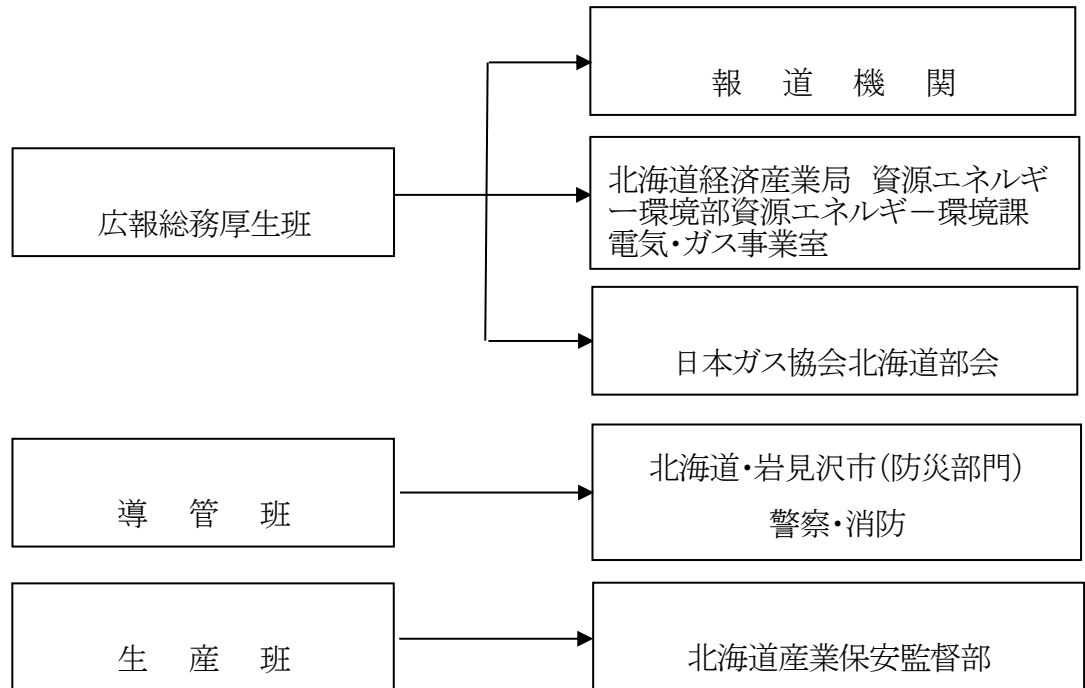 報道機関
広報総務厚生班
北海道経済産業局 資源エネルギ
ー環境部資源エネルギー環境課
電気・ガス事業室
日本ガス協会北海道部会
導管班
北海道・岩見沢市(防災部門)
警察・消防
生産班
北海道産業保安監督部